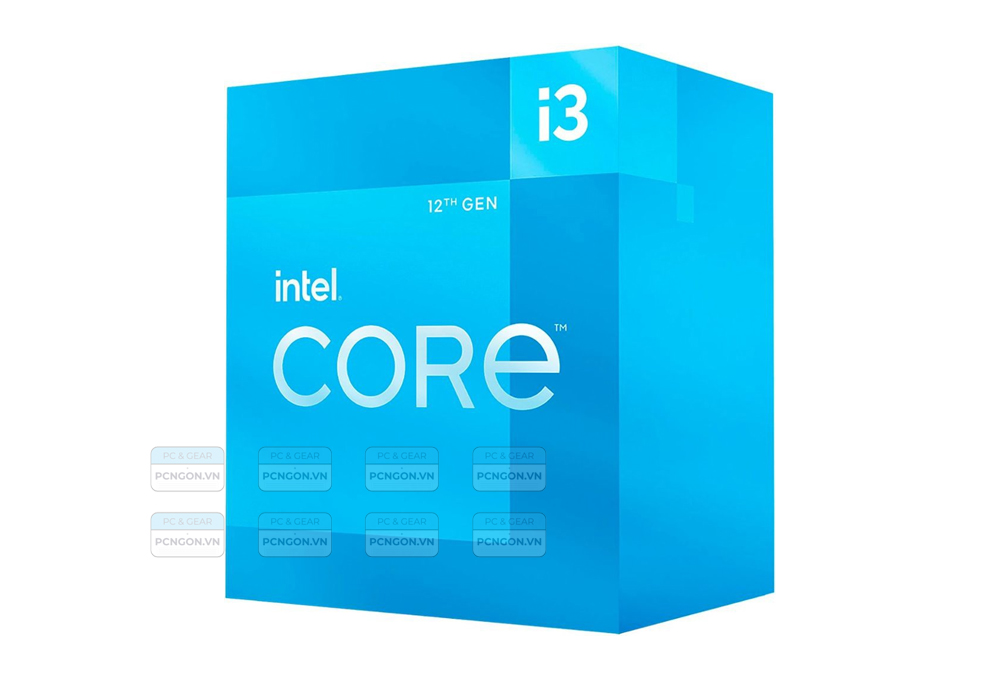 i3
12TH GEN
intel.
CORE™
PC & GEAR PC & GEAR PC & GEAR PC & GEAR
PCNGON.VN PCNGON.VN PCNGON.VN PCNGON.VN
PC & GEAR PC & GEAR PC & GEAR PC & GEAR
PCNGON.VN PCNGON.VN PCNGON.VN PCNGON.VN